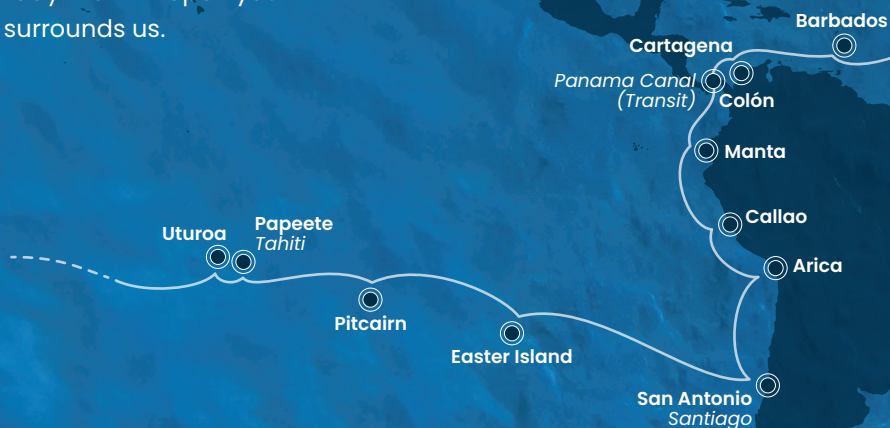 surrounds us.
Barbados
Cartagena
Panama Canal
(Transit)
Colón
Manta
Callao
Uturoa
Papeete
Tahiti
Arica
Pitcairn
Easter Island
San Antonio
Santiago